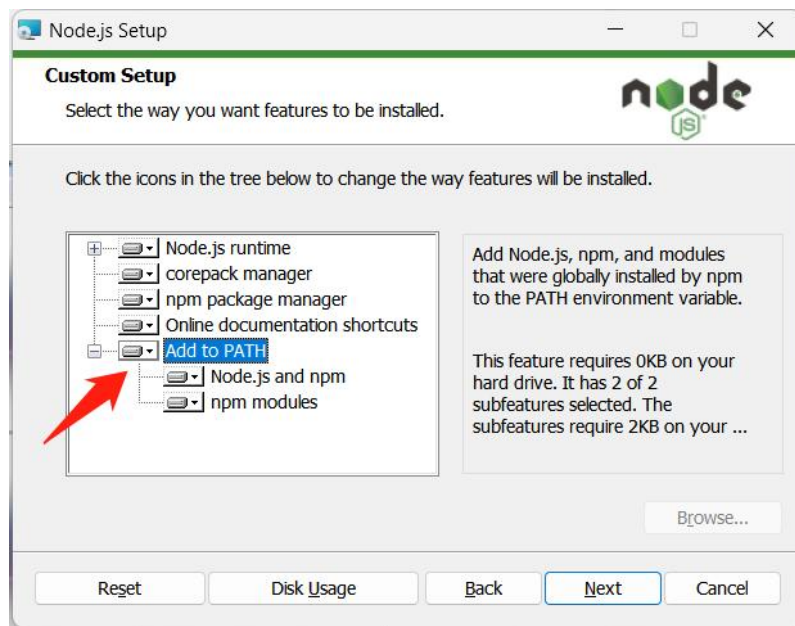 Node.js Setup
Custom Setup
Select the way you want features to be installed.
node
JS
Click the icons in the tree below to change the way features will be installed.
Node.js runtime
corepack manager
npm package manager
Online documentation shortcuts
Add to PATH
Node.js and npm
npm modules
Add Node.js, npm, and modules
that were globally installed by npm
to the PATH environment variable.
This feature requires 0KB on your
hard drive. It has 2 of 2
subfeatures selected. The
subfeatures require 2KB on your ...
Browse...
Reset
Disk Usage
Back
Next
Cancel